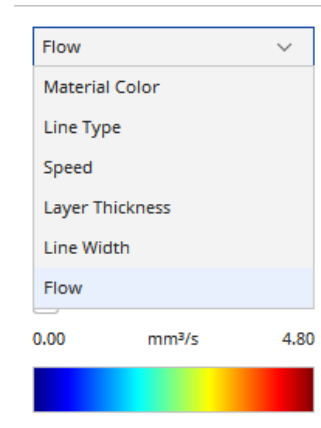 Flow
Material Color
Line Type
Speed
Layer Thickness
Line Width
Flow
0.00 mm³/s 4.80